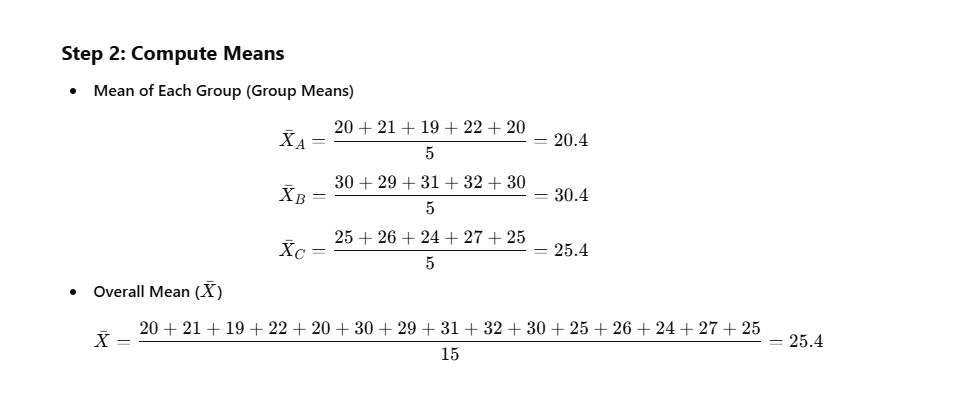 Step 2: Compute Means
• Mean of Each Group (Group Means)
X̄_A = (20 + 21 + 19 + 22 + 20) / 5 = 20.4
X̄_B = (30 + 29 + 31 + 32 + 30) / 5 = 30.4
X̄_C = (25 + 26 + 24 + 27 + 25) / 5 = 25.4
• Overall Mean (X̄)
X̄ = (20 + 21 + 19 + 22 + 20 + 30 + 29 + 31 + 32 + 30 + 25 + 26 + 24 + 27 + 25) / 15 = 25.4